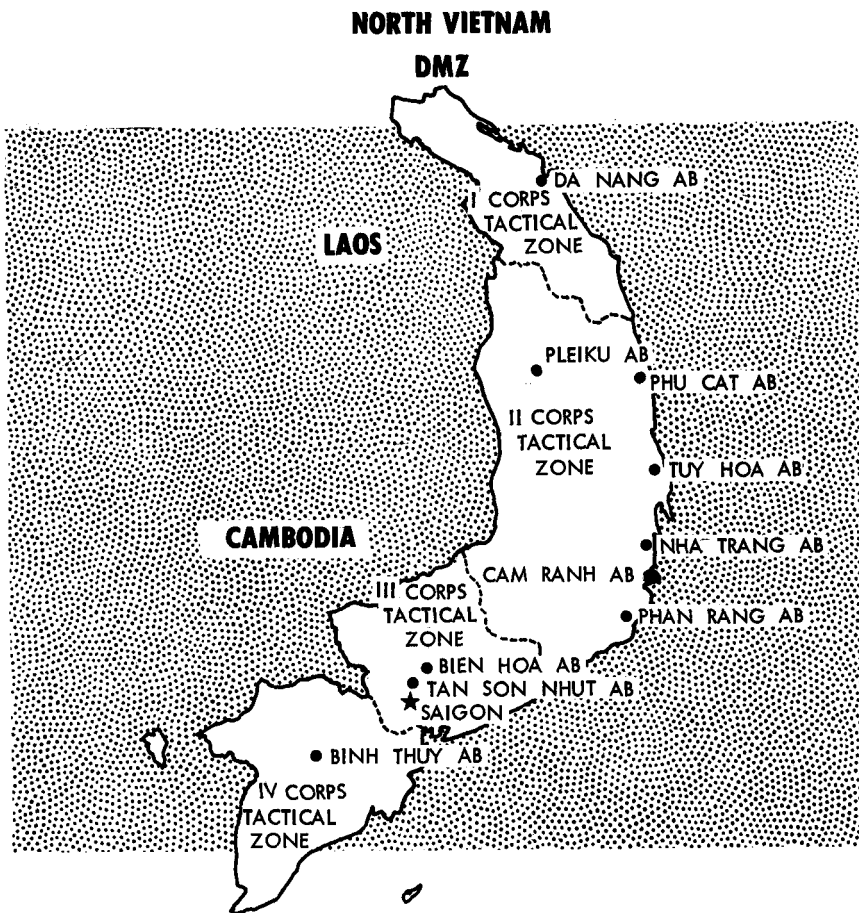 NORTH VIETNAM
DMZ
DA NANG AB
I CORPS
TACTICAL
ZONE
LAOS
PLEIKU AB
PHU CAT AB
II CORPS
TACTICAL
ZONE
TUY HOA AB
CAMBODIA
NHA TRANG AB
CAM RANH AB
III CORPS
TACTICAL
ZONE
PHAN RANG AB
BIEN HOA AB
TAN SON NHUT AB
SAIGON
BINH THUY AB
IV CORPS
TACTICAL
ZONE